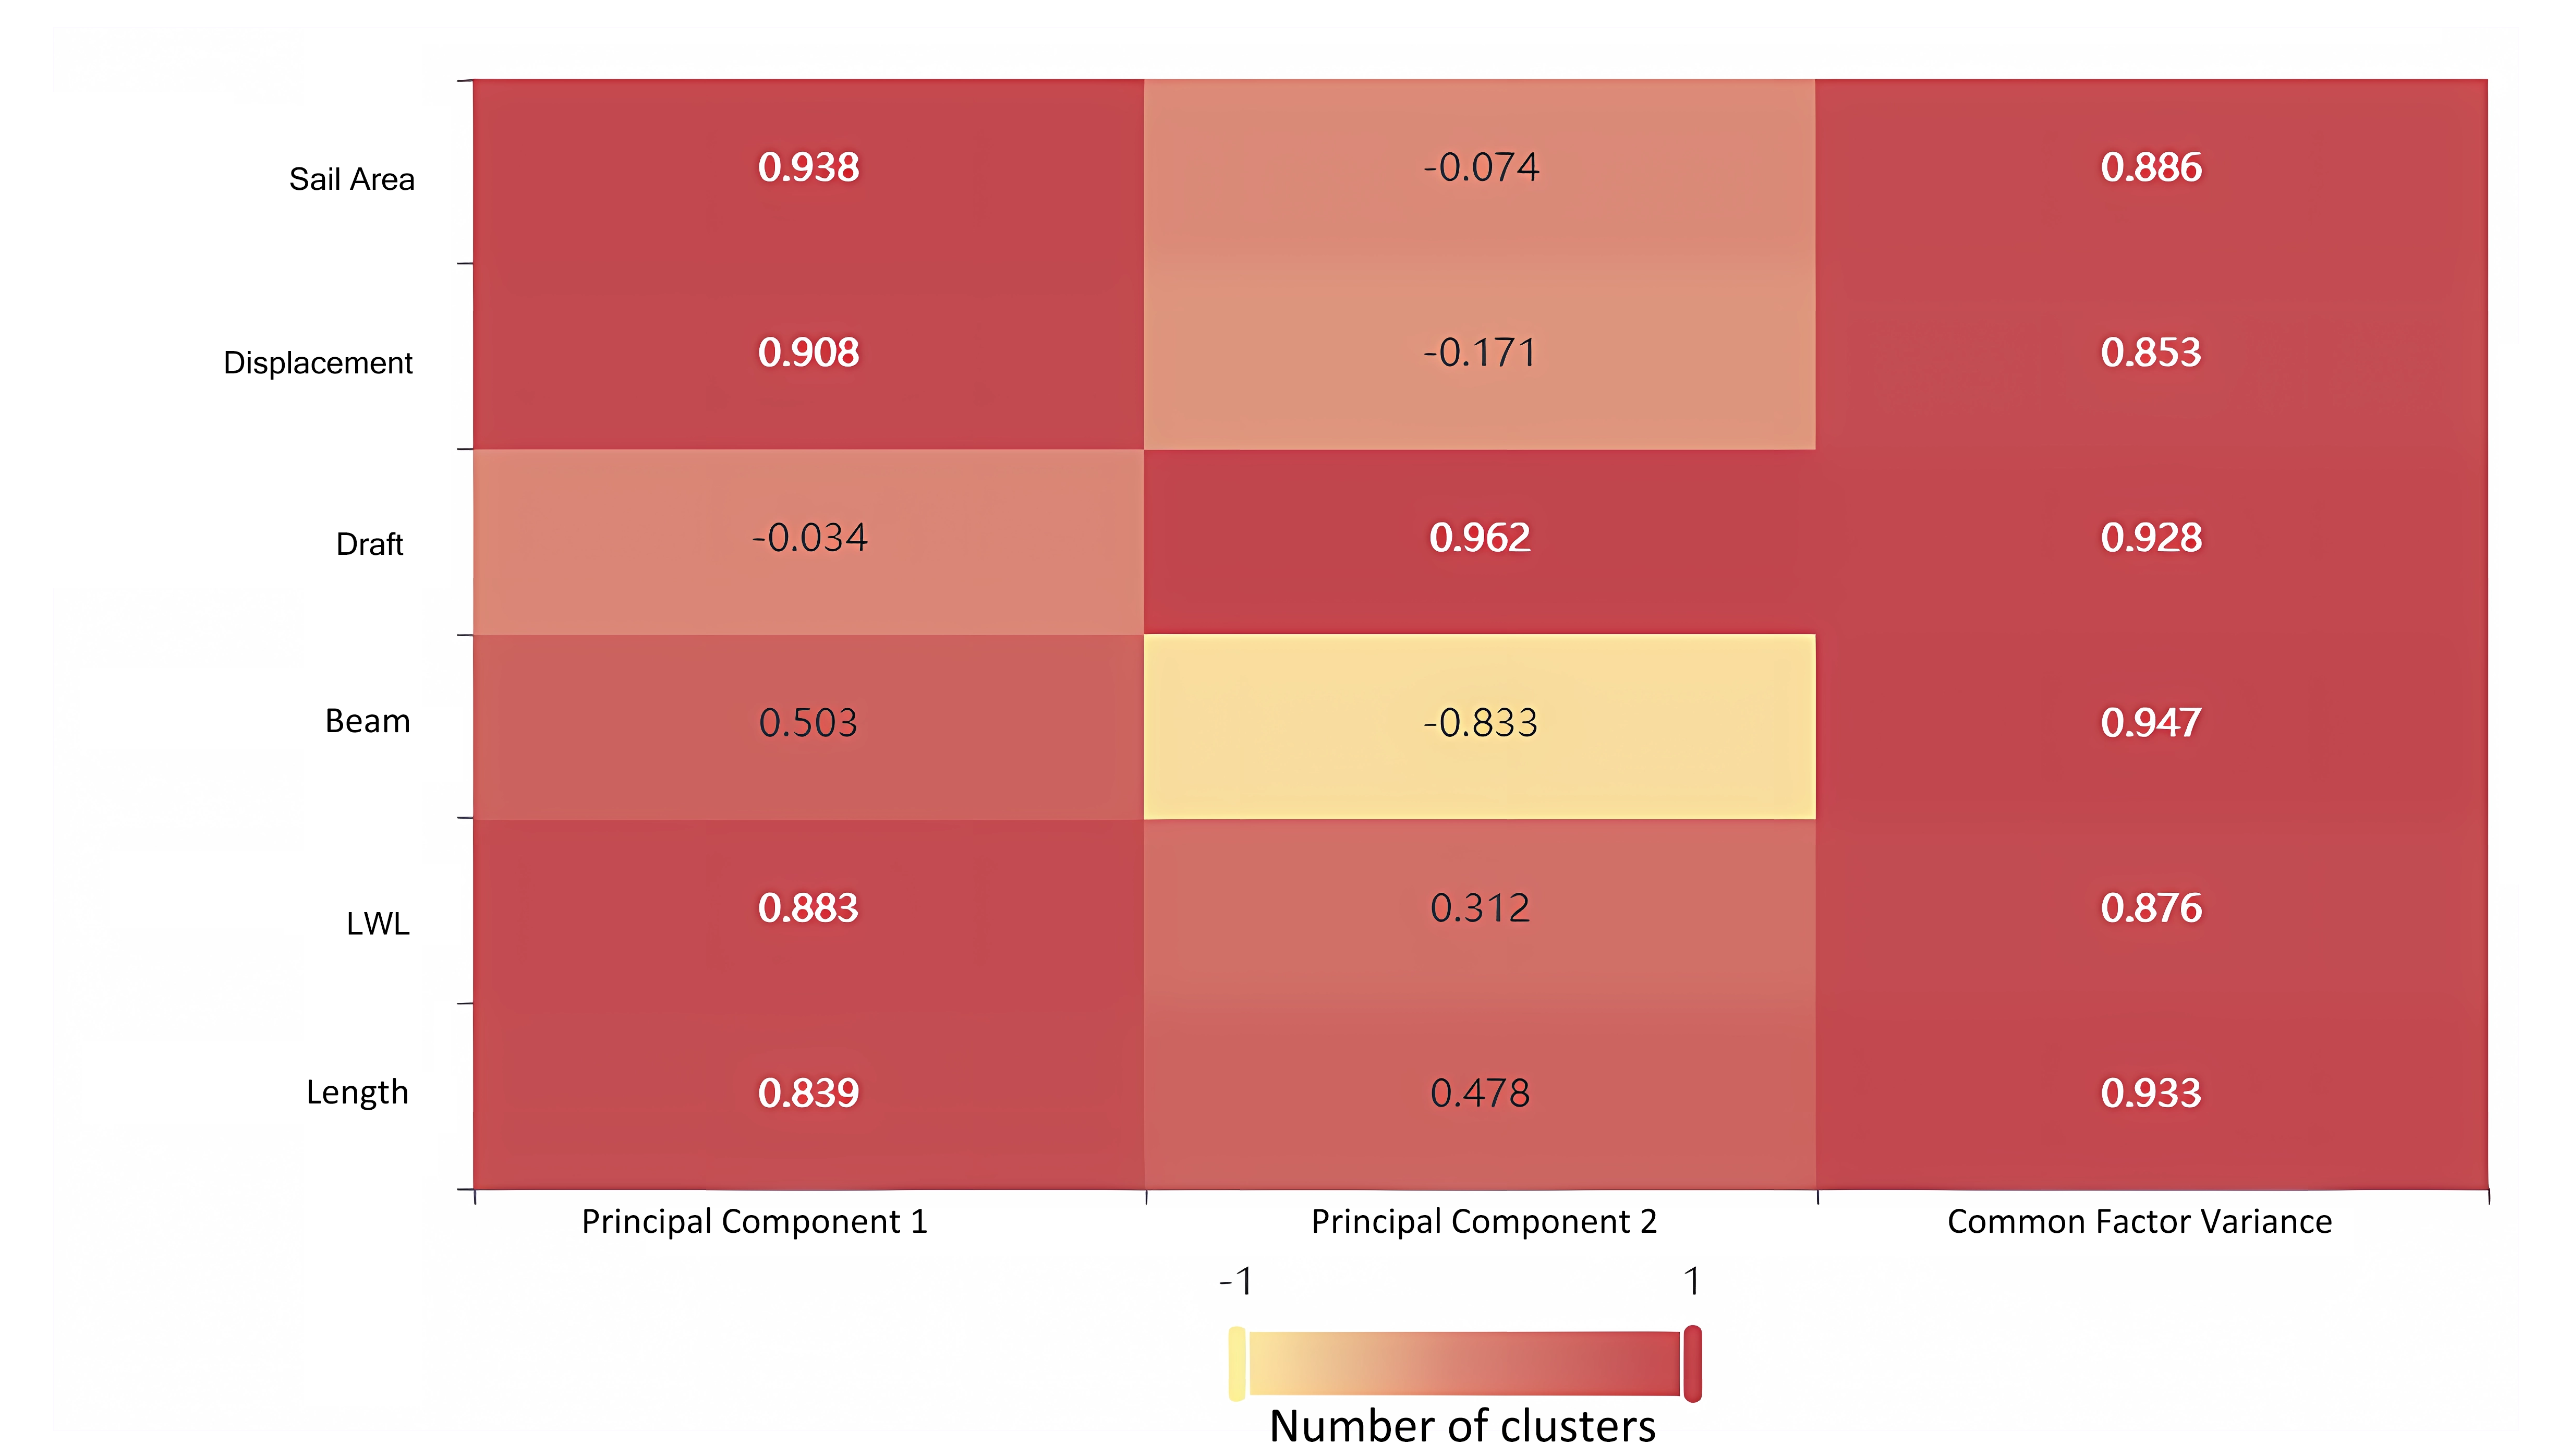 Sail Area 0.938 -0.074 0.886
Displacement 0.908 -0.171 0.853
Draft -0.034 0.962 0.928
Beam 0.503 -0.833 0.947
LWL 0.883 0.312 0.876
Length 0.839 0.478 0.933
Principal Component 1 Principal Component 2 Common Factor Variance
-1 1
Number of clusters